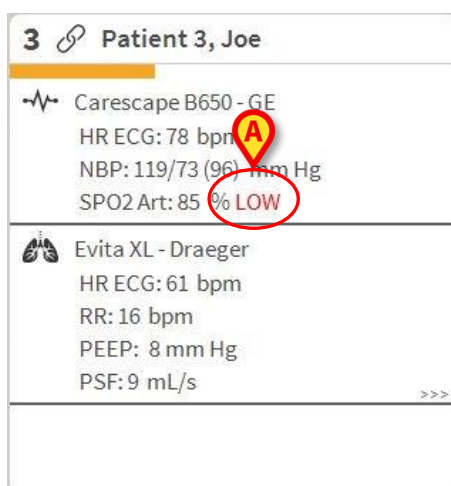 3 Patient 3, Joe
Carescape B650 - GE
HR ECG: 78 bpm
A
NBP: 119/73 (96) mm Hg
SPO2 Art: 85 % LOW
Evita XL - Draeger
HR ECG: 61 bpm
RR: 16 bpm
PEEP: 8 mm Hg
PSF: 9 mL/s
>>>